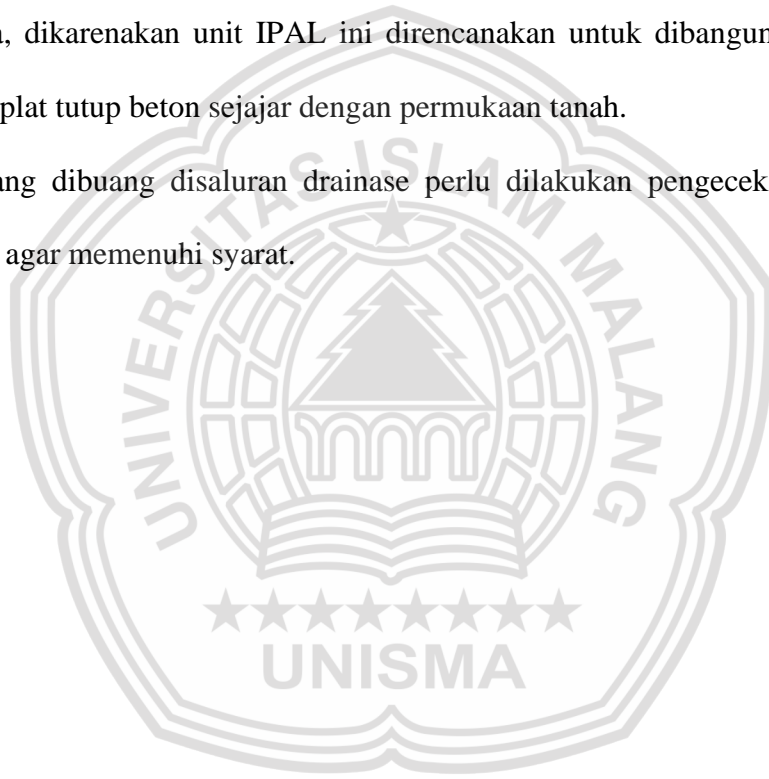 , dikarenakan unit IPAL ini direncanakan untuk dibangun
plat tutup beton sejajar dengan permukaan tanah.
ang dibuang disaluran drainase perlu dilakukan pengecek
agar memenuhi syarat.
UNIVERSITAS ISLAM MALANG
UNISMA